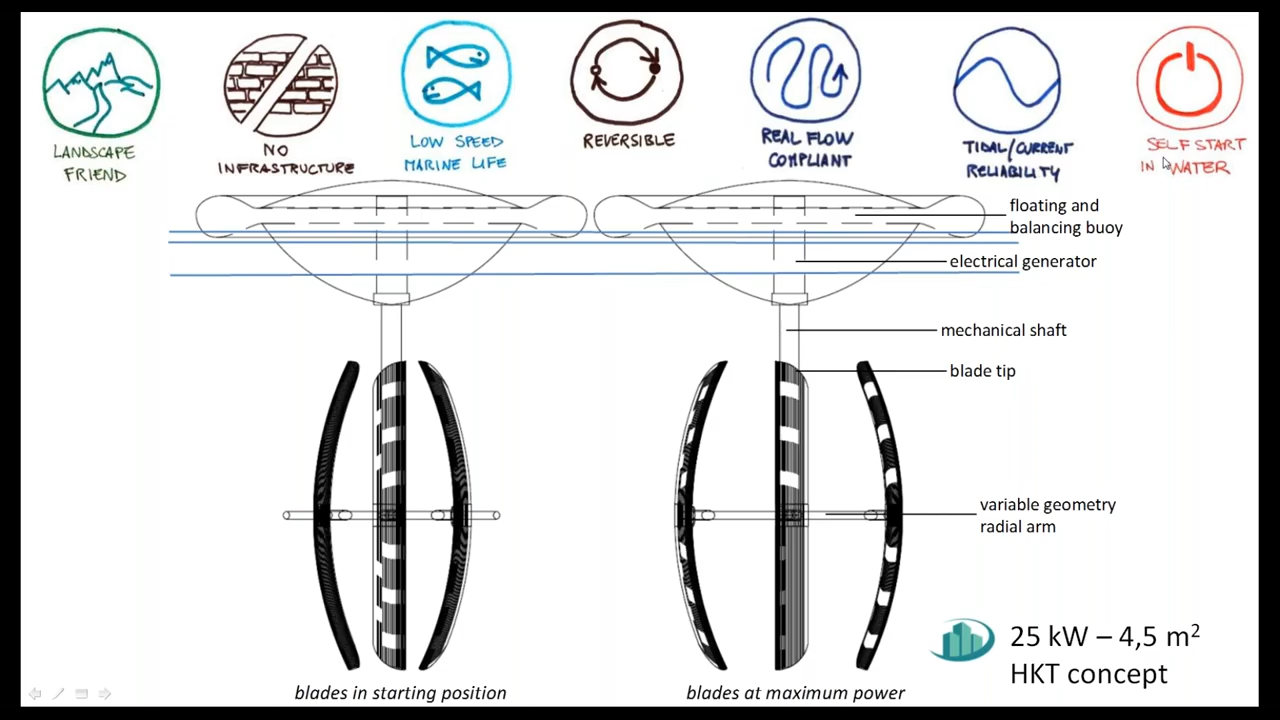 LANDSCAPE
FRIEND
NO
INFRASTRUCTURE
LOW SPEED
MARINE LIFE
REVERSIBLE
REAL FLOW
COMPLIANT
TIDAL/CURRENT
RELIABILITY
SELF START
IN WATER
floating and
balancing buoy
electrical generator
mechanical shaft
blade tip
variable geometry
radial arm
25 kW – 4,5 m²
HKT concept
blades in starting position
blades at maximum power